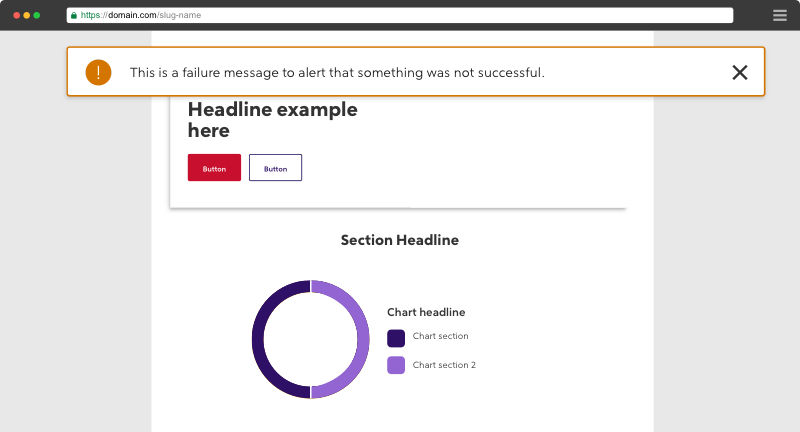 https://domain.com/slug-name
!
This is a failure message to alert that something was not successful.
Headline example
here
Button
Button
Section Headline
Chart headline
Chart section
Chart section 2